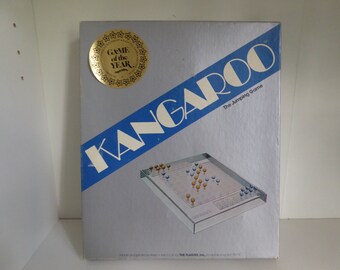 GAME
of the
YEAR
KANGAROO
The Jumping Game